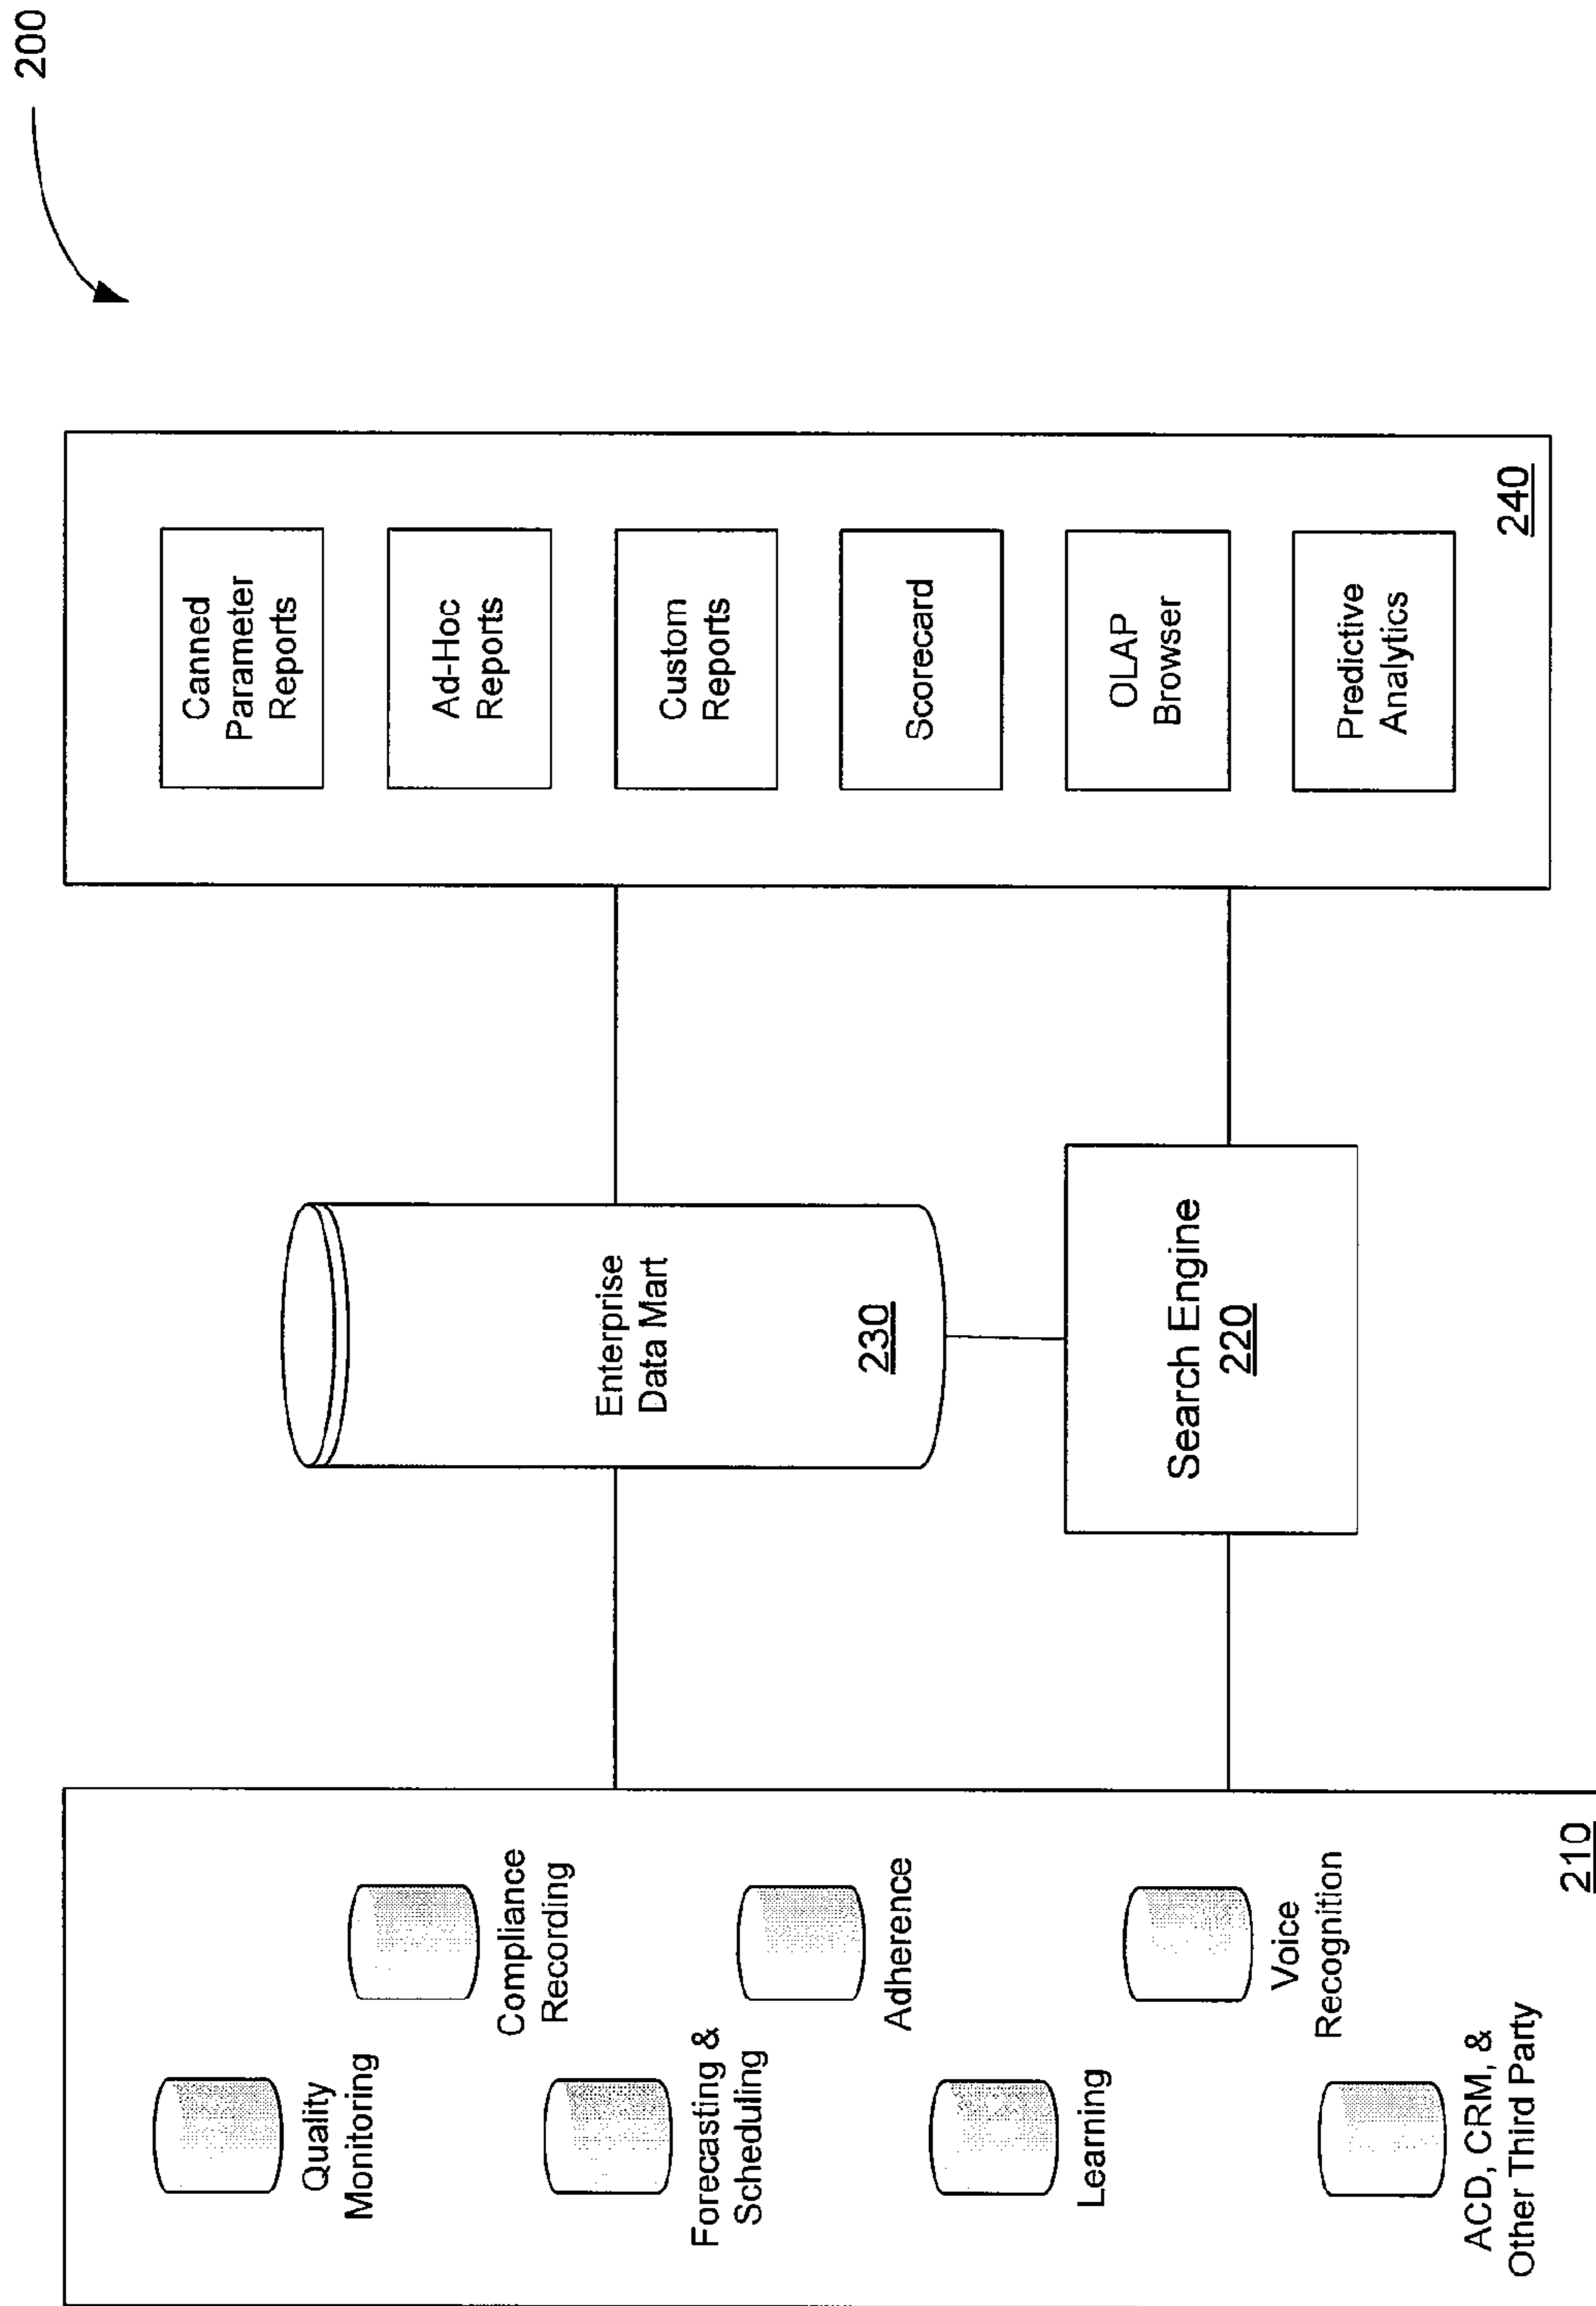 200
Quality
Monitoring
Compliance
Recording
Forecasting &
Scheduling
Adherence
Learning
Voice
Recognition
ACD, CRM, &
Other Third Party
210
Enterprise
Data Mart
230
Search Engine
220
Canned
Parameter
Reports
Ad-Hoc
Reports
Custom
Reports
Scorecard
OLAP
Browser
Predictive
Analytics
240